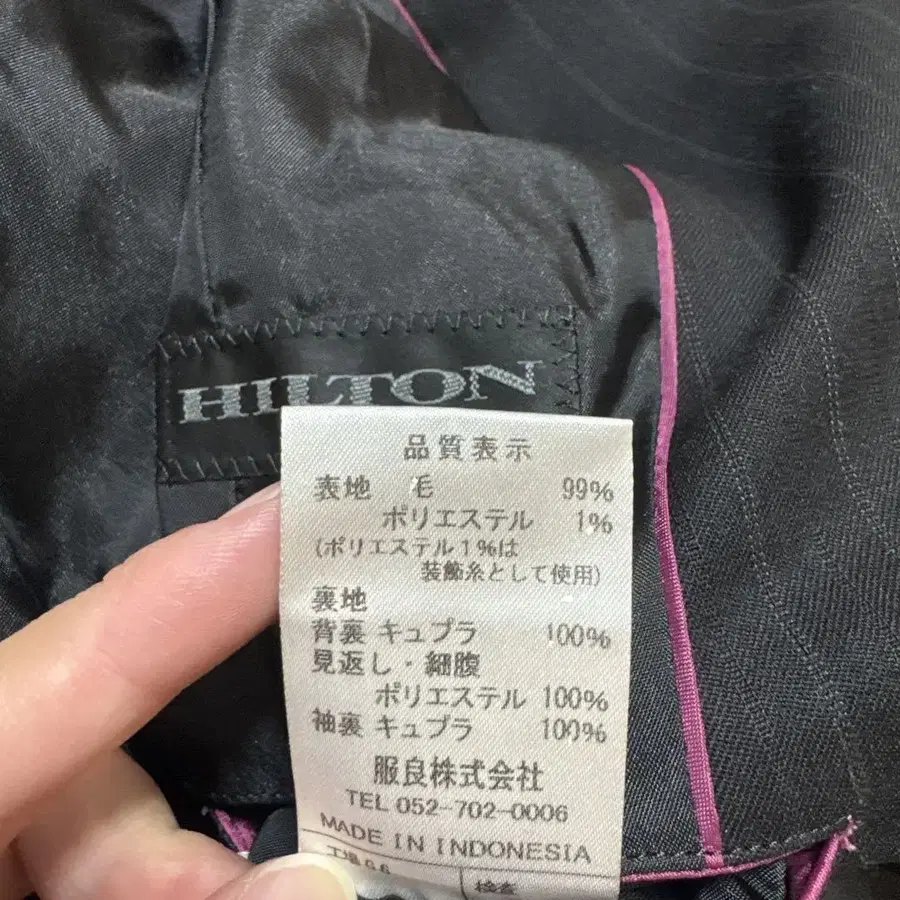 HILTON
品質表示
表地 毛 99%
ポリエステル 1%
(ポリエステル1%は
装飾糸として使用)
裏地
背裏 キュプラ 100%
見返し・細腹
ポリエステル 100%
袖裏 キュプラ 100%
服良株式会社
TEL 052-702-0006
MADE IN INDONESIA
検査